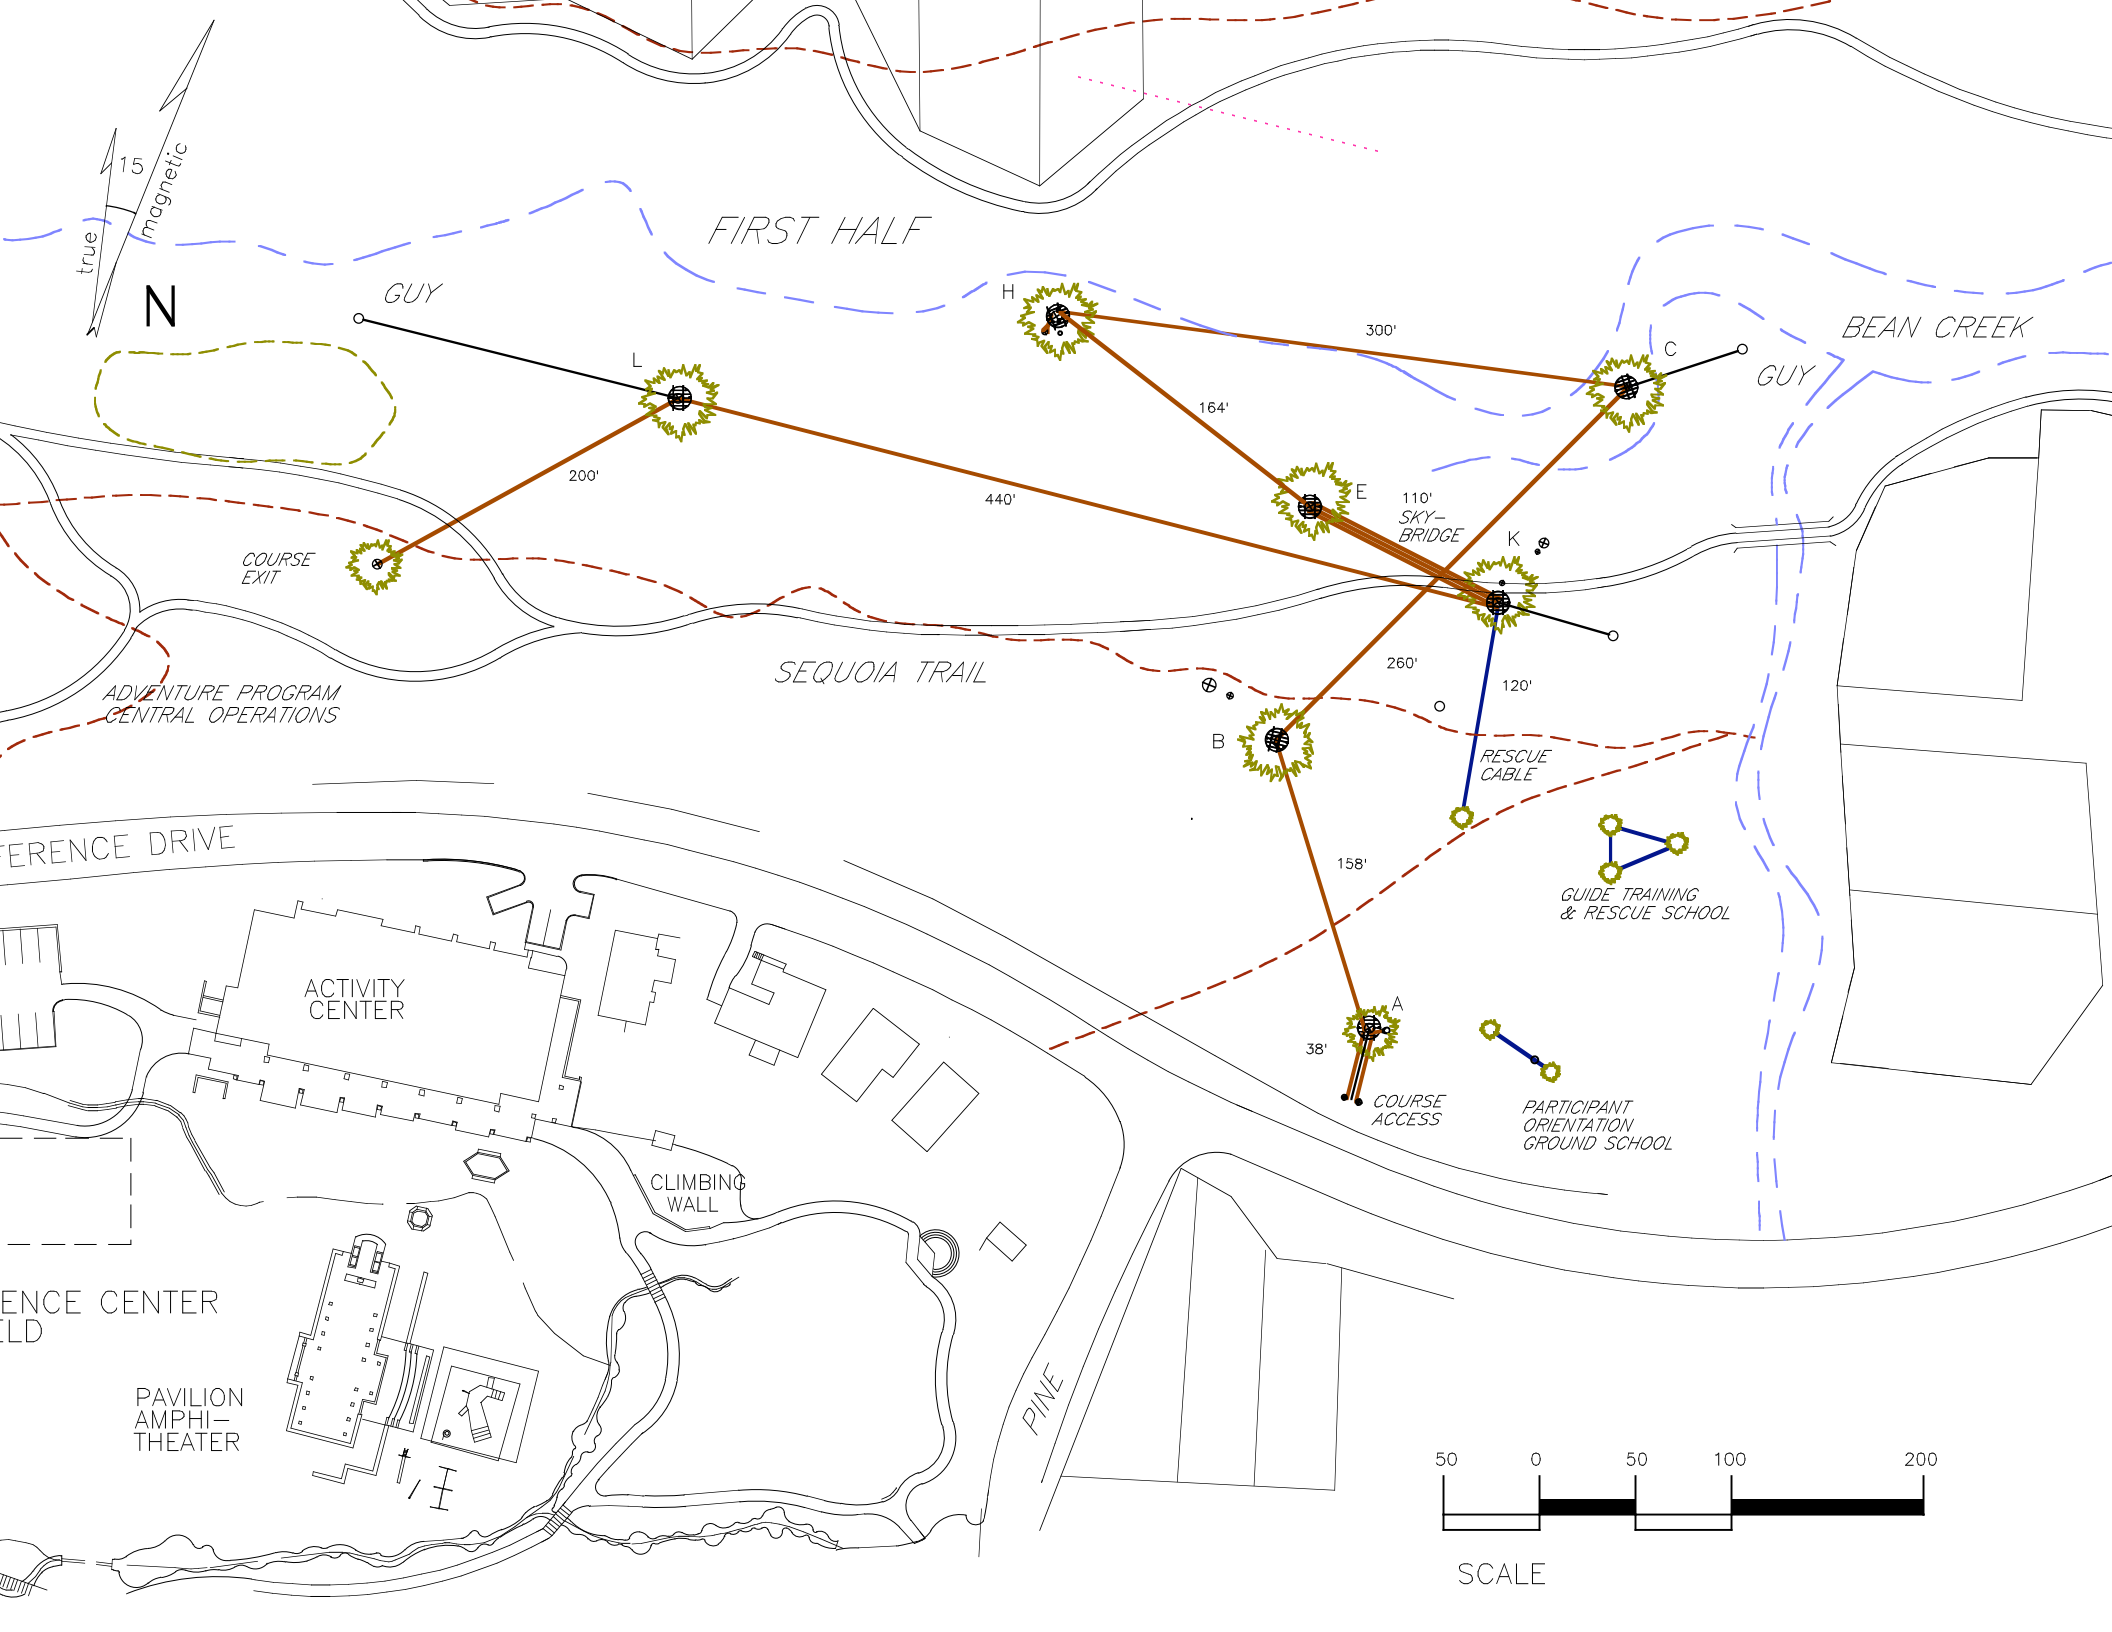 15
magnetic
true
N
FIRST HALF
GUY
H
L
300'
C
BEAN CREEK
GUY
164'
200'
440'
E
110'
SKY–
BRIDGE
K
COURSE
EXIT
SEQUOIA TRAIL
260'
120'
ADVENTURE PROGRAM
CENTRAL OPERATIONS
B
RESCUE
CABLE
FERENCE DRIVE
158'
GUIDE TRAINING
& RESCUE SCHOOL
ACTIVITY
CENTER
A
38'
COURSE
ACCESS
PARTICIPANT
ORIENTATION
GROUND SCHOOL
CLIMBING
WALL
ENCE CENTER
ELD
PAVILION
AMPHI–
THEATER
PINE
50 0 50 100 200
SCALE